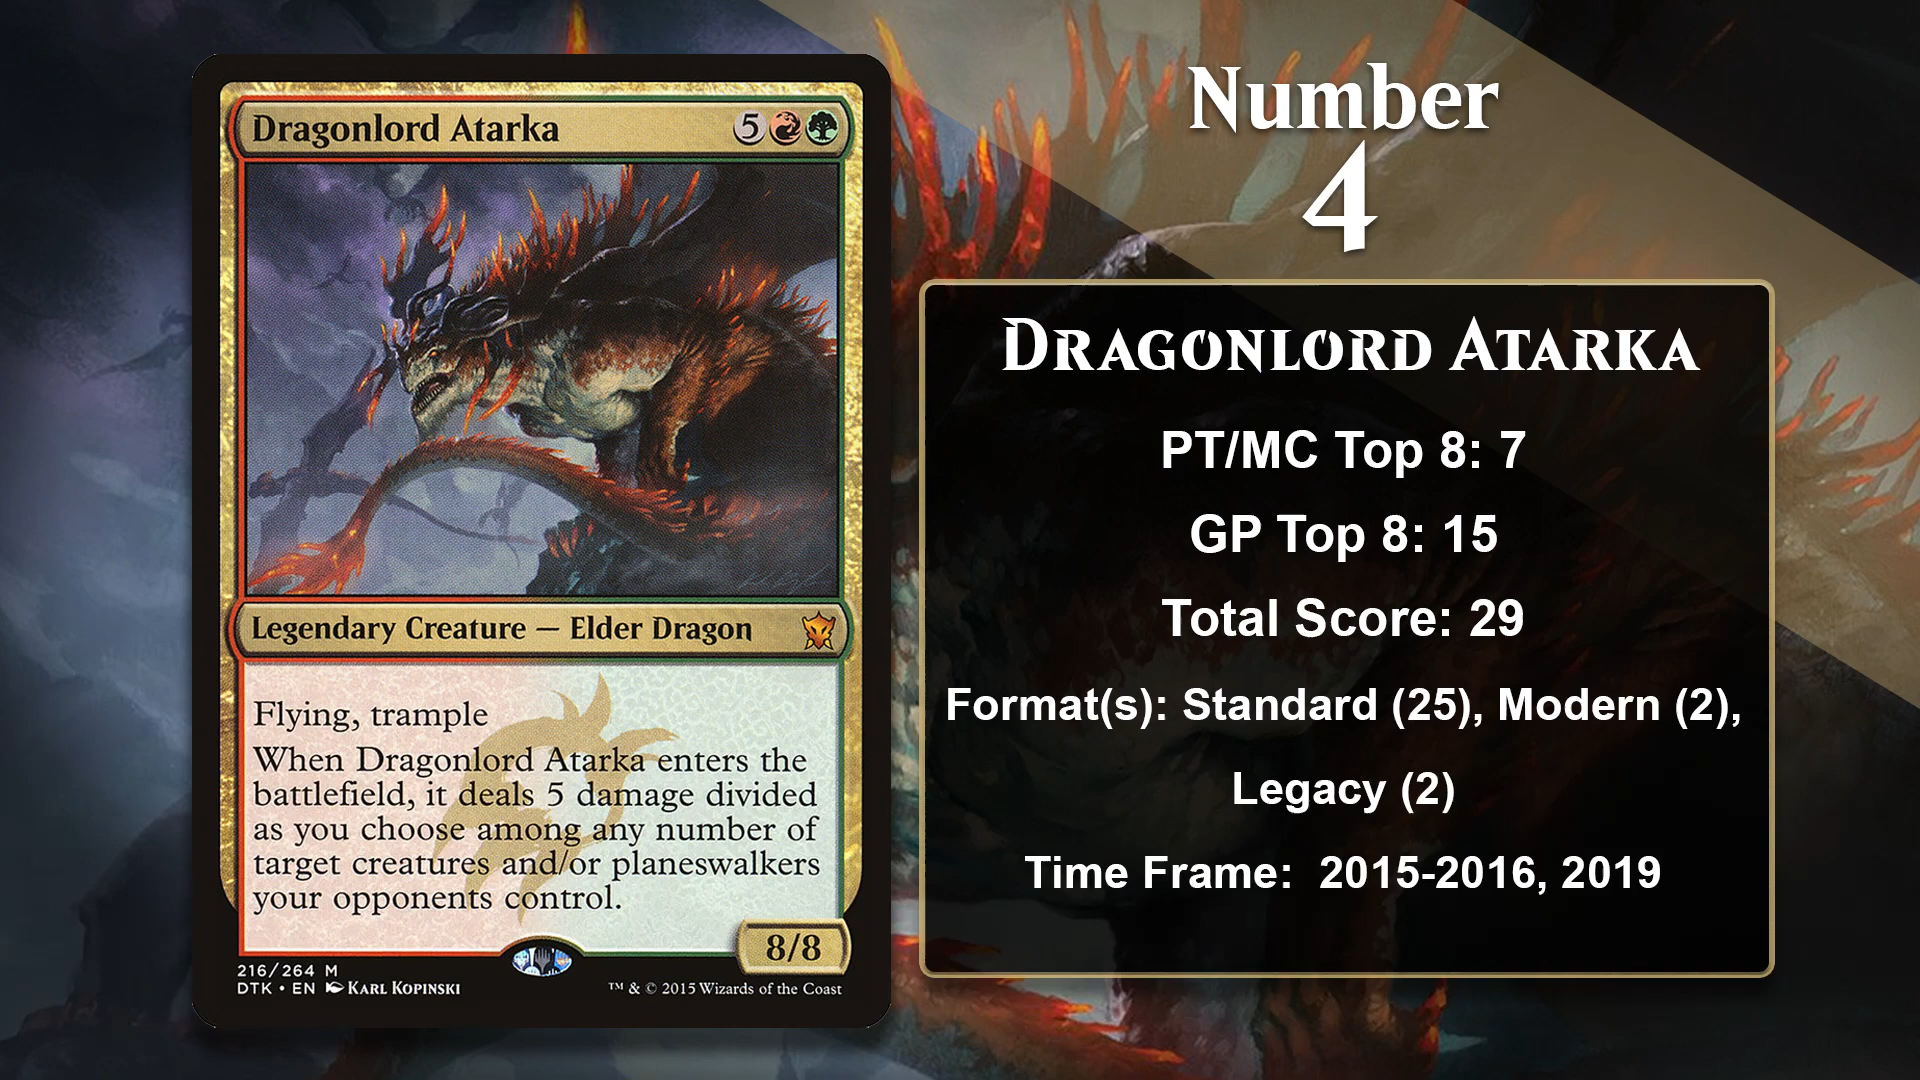 Dragonlord Atarka 5
Legendary Creature — Elder Dragon
Flying, trample
When Dragonlord Atarka enters the
battlefield, it deals 5 damage divided
as you choose among any number of
target creatures and/or planeswalkers
your opponents control.
8/8
216/264 M
DTK • EN Karl Kopinski
™ & © 2015 Wizards of the Coast
Number
4
Dragonlord Atarka
PT/MC Top 8: 7
GP Top 8: 15
Total Score: 29
Format(s): Standard (25), Modern (2),
Legacy (2)
Time Frame: 2015-2016, 2019